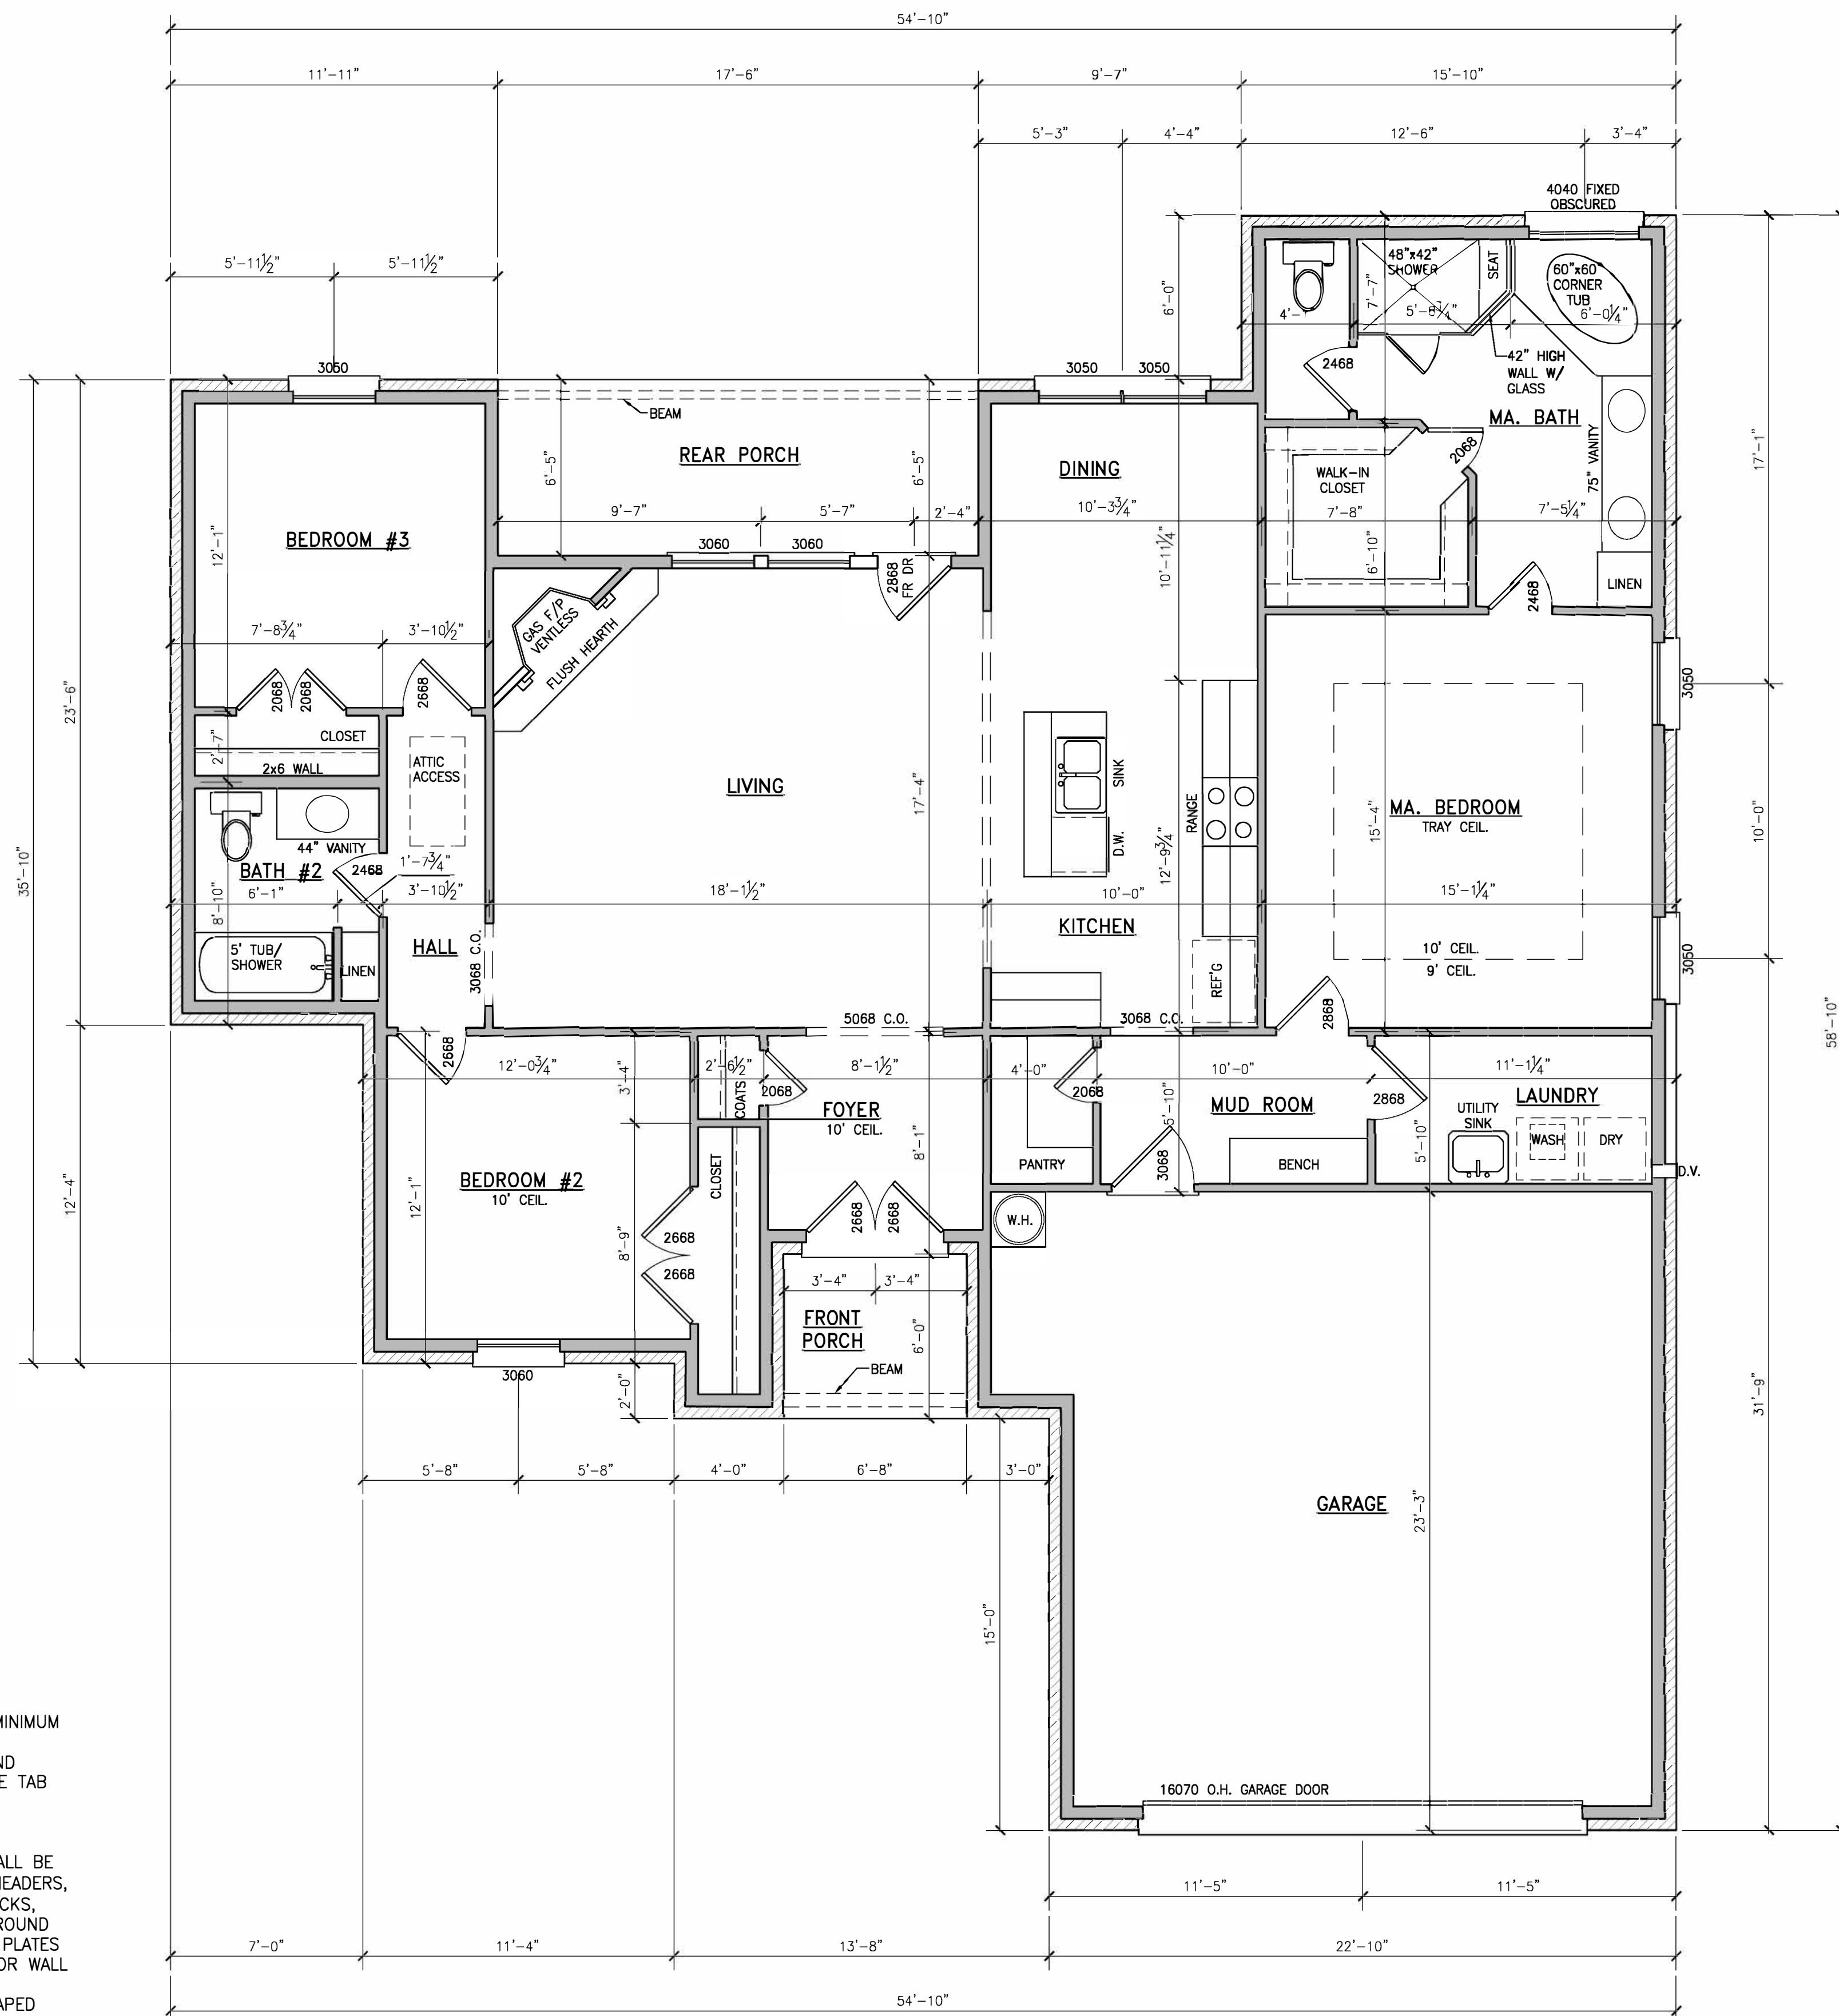 54'-10"
11'-11" 17'-6" 9'-7" 15'-10"
5'-3" 4'-4" 12'-6" 3'-4"
4040 FIXED
OBSCURED
5'-11½" 5'-11½"
6'-0"
48"x42"
SHOWER
SEAT
7'-7"
60"x60"
CORNER
TUB
4'- 5'-8¼" 6'-0¼"
2468
42" HIGH
WALL W/
GLASS
3050
3050 3050
BEAM
MA. BATH
REAR PORCH
6'-5"
6'-5"
DINING
2068
WALK-IN
CLOSET
75" VANITY
17'-1"
9'-7" 5'-7" 2'-4" 10'-3¾" 7'-8" 7'-5¼"
BEDROOM #3
12'-1"
3060 3060
2868
FR DR
10'-11¼"
6'-10"
2468
LINEN
GAS F/P
VENTLESS
FLUSH HEARTH
7'-8¾" 3'-10½"
2068 2068
2668
3050
23'-6"
CLOSET
2'-7"
2x6 WALL
ATTIC
ACCESS
LIVING
17'-4"
SINK
D.W.
RANGE
12'-9¾"
15'-4"
MA. BEDROOM
TRAY CEIL.
10'-0"
44" VANITY
BATH #2
2468
1'-7¾"
35'-10"
8'-10"
6'-1" 3'-10½" 18'-1½" 10'-0" 15'-1¼"
KITCHEN
HALL
3068 C.O.
5' TUB/
SHOWER
LINEN
REF'G
10' CEIL.
9' CEIL.
3050
2868
5068 C.O. 3068 C.O.
58'-10"
2668
12'-0¾" 2'-6½" 8'-1½" 4'-0" 10'-0" 11'-1¼"
3'-4"
COATS
2068
FOYER
10' CEIL.
2068
5'-10"
MUD ROOM
2868
LAUNDRY
UTILITY
SINK
WASH
DRY
5'-10"
D.V.
8'-1"
PANTRY
3068
BENCH
12'-4"
BEDROOM #2
10' CEIL.
12'-1"
CLOSET
8'-9"
2668
2668
2668 2668
W.H.
3'-4" 3'-4"
FRONT
PORCH
6'-0"
BEAM
3060
2'-0"
31'-9"
5'-8" 5'-8" 4'-0" 6'-8" 3'-0"
GARAGE
23'-3"
15'-0"
16070 O.H. GARAGE DOOR
11'-5" 11'-5"
7'-0" 11'-4" 13'-8" 22'-10"
54'-10"
MINIMUM
TAB
ALL BE
HEADERS,
ROUND
PLATES
OR WALL